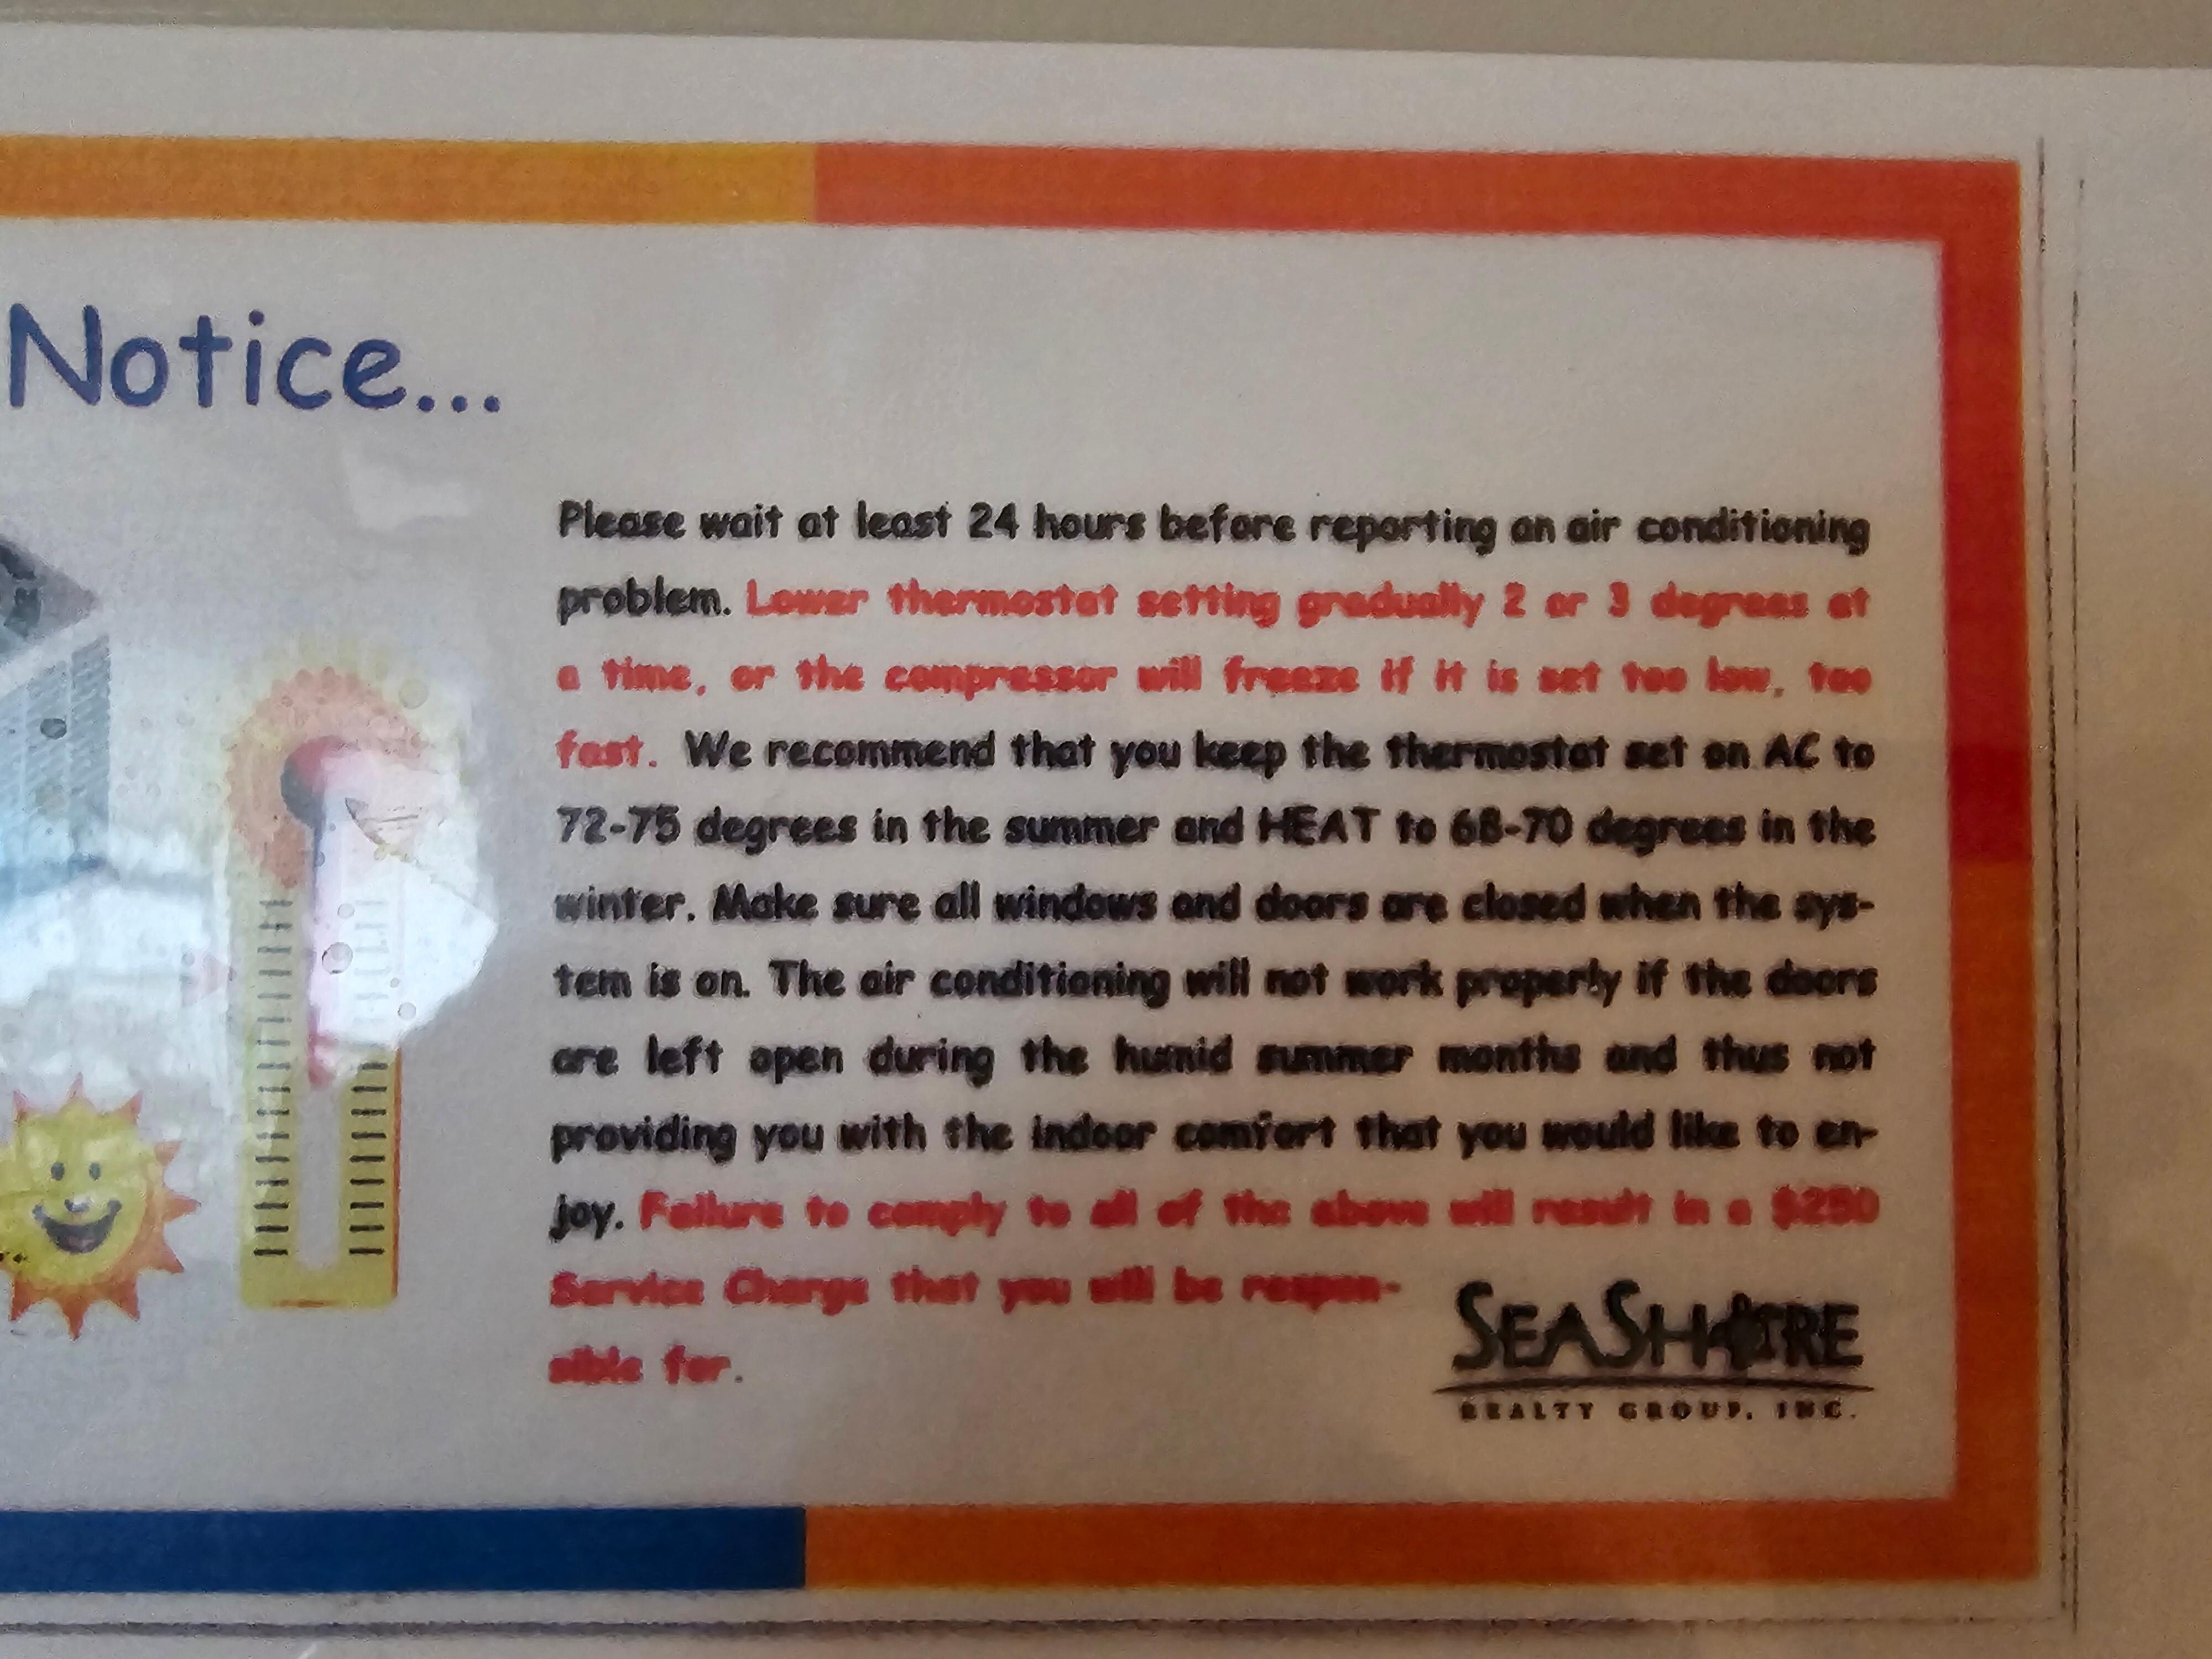 Notice...
Please wait at least 24 hours before reporting an air conditioning
problem. Lower thermostat setting gradually 2 or 3 degrees at
a time, or the compressor will freeze if it is set too low, too
fast. We recommend that you keep the thermostat set on AC to
72-75 degrees in the summer and HEAT to 68-70 degrees in the
winter. Make sure all windows and doors are closed when the sys-
tem is on. The air conditioning will not work properly if the doors
are left open during the humid summer months and thus not
providing you with the indoor comfort that you would like to en-
joy. Failure to comply to all of the above will result in a $250
Service Charge that you will be respon-
sible for.
SEASHORE
REALTY GROUP, INC.